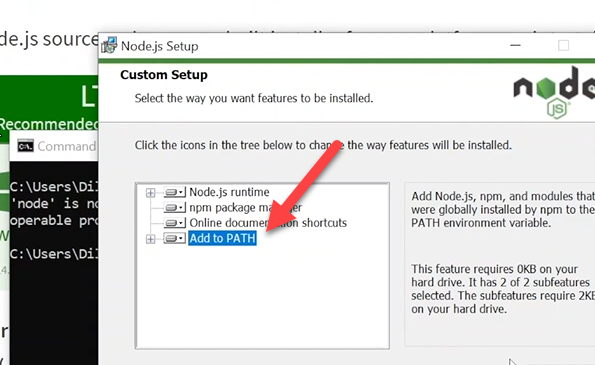 de.js source
Node.js Setup
Custom Setup
Select the way you want features to be installed.
node
JS
LT
Recommended
Command
Click the icons in the tree below to change the way features will be installed.
C:\Users\Di
'node' is no
operable pro
C:\Users\Di
Node.js runtime
npm package manager
Online documentation shortcuts
Add to PATH
Add Node.js, npm, and modules that
were globally installed by npm to the
PATH environment variable.
This feature requires 0KB on your
hard drive. It has 2 of 2 subfeatures
selected. The subfeatures require 2KB
on your hard drive.